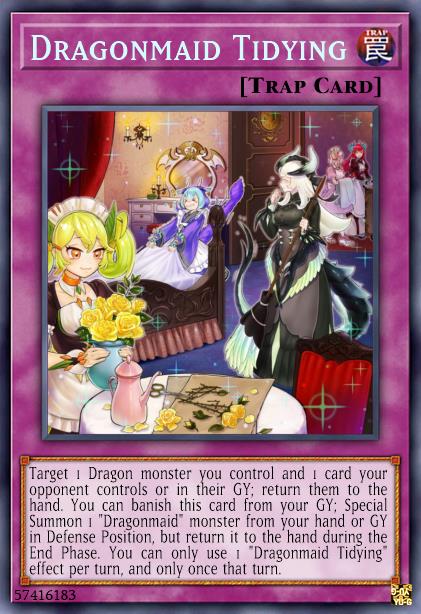 DRAGONMAID TIDYING
TRAP
罠
[TRAP CARD]
Target 1 Dragon monster you control and 1 card your
opponent controls or in their GY; return them to the
hand. You can banish this card from your GY; Special
Summon 1 "Dragonmaid" monster from your hand or GY
in Defense Position, but return it to the hand during the
End Phase. You can only use 1 "Dragonmaid Tidying"
effect per turn, and only once that turn.
57416183